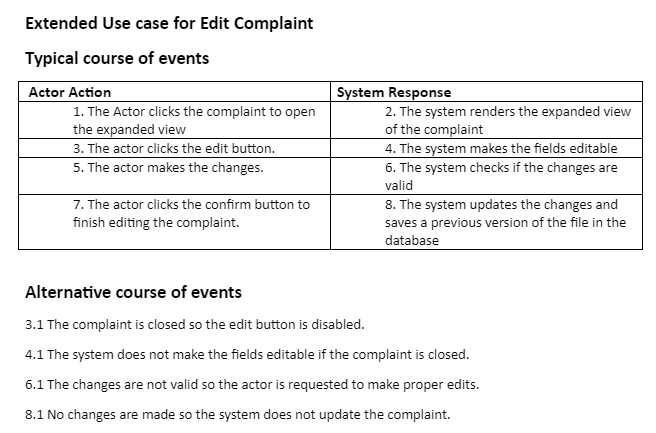 Extended Use case for Edit Complaint
Typical course of events
Actor Action
System Response
1. The Actor clicks the complaint to open
the expanded view
2. The system renders the expanded view
of the complaint
3. The actor clicks the edit button.
4. The system makes the fields editable
5. The actor makes the changes.
6. The system checks if the changes are
valid
7. The actor clicks the confirm button to
finish editing the complaint.
8. The system updates the changes and
saves a previous version of the file in the
database
Alternative course of events
3.1 The complaint is closed so the edit button is disabled.
4.1 The system does not make the fields editable if the complaint is closed.
6.1 The changes are not valid so the actor is requested to make proper edits.
8.1 No changes are made so the system does not update the complaint.